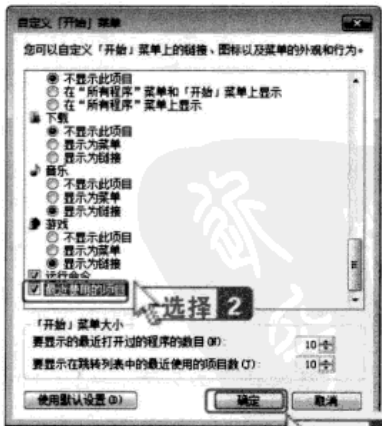 自定义「开始」菜单
您可以自定义「开始」菜单上的链接、图标以及菜单的外观和行为。
不显示此项目
在“所有程序”菜单和「开始」菜单上显示
在“所有程序”菜单上显示
下载
不显示此项目
显示为菜单
显示为链接
音乐
不显示此项目
显示为菜单
显示为链接
游戏
不显示此项目
显示为菜单
显示为链接
运行命令
最近使用的项目
选择 2
「开始」菜单大小
要显示的最近打开过的程序的数目(N): 10
要显示在跳转列表中的最近使用的项目数(J): 10
使用默认设置(D) 确定 取消